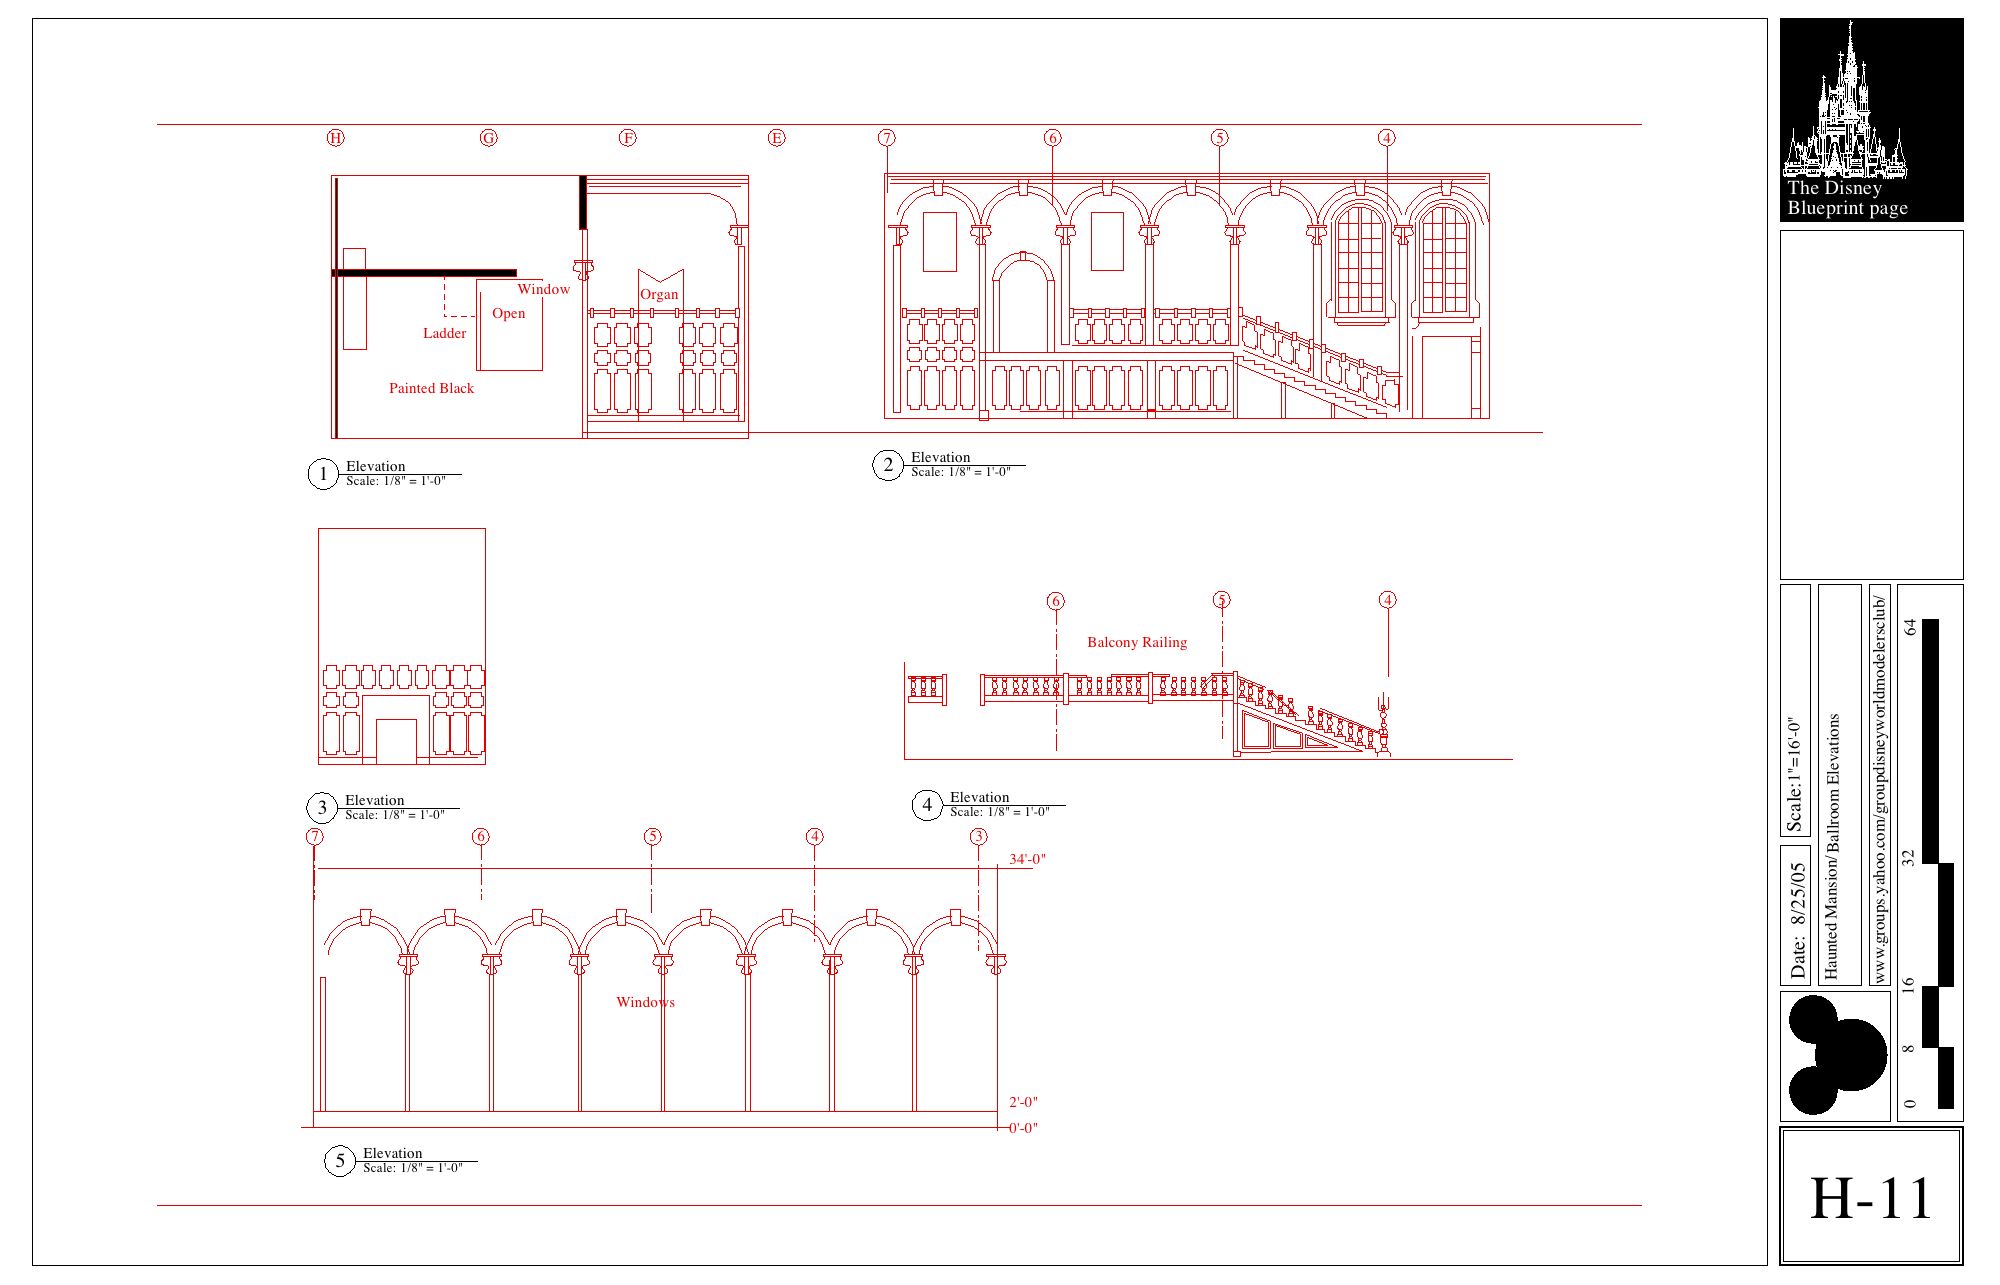 H G F E 7 6 5 4
Window
Organ
Open
Ladder
Painted Black
1 Elevation
Scale: 1/8" = 1'-0"
2 Elevation
Scale: 1/8" = 1'-0"
6 5 4
Balcony Railing
3 Elevation
Scale: 1/8" = 1'-0"
4 Elevation
Scale: 1/8" = 1'-0"
7 6 5 4 3
34'-0"
Windows
2'-0"
0'-0"
5 Elevation
Scale: 1/8" = 1'-0"
The Disney
Blueprint page
Scale:1"=16'-0"
Date: 8/25/05
Haunted Mansion/ Ballroom Elevations
www.groups.yahoo.com/groupdisneyworldmodelersclub/
0 8 16 32 64
H-11